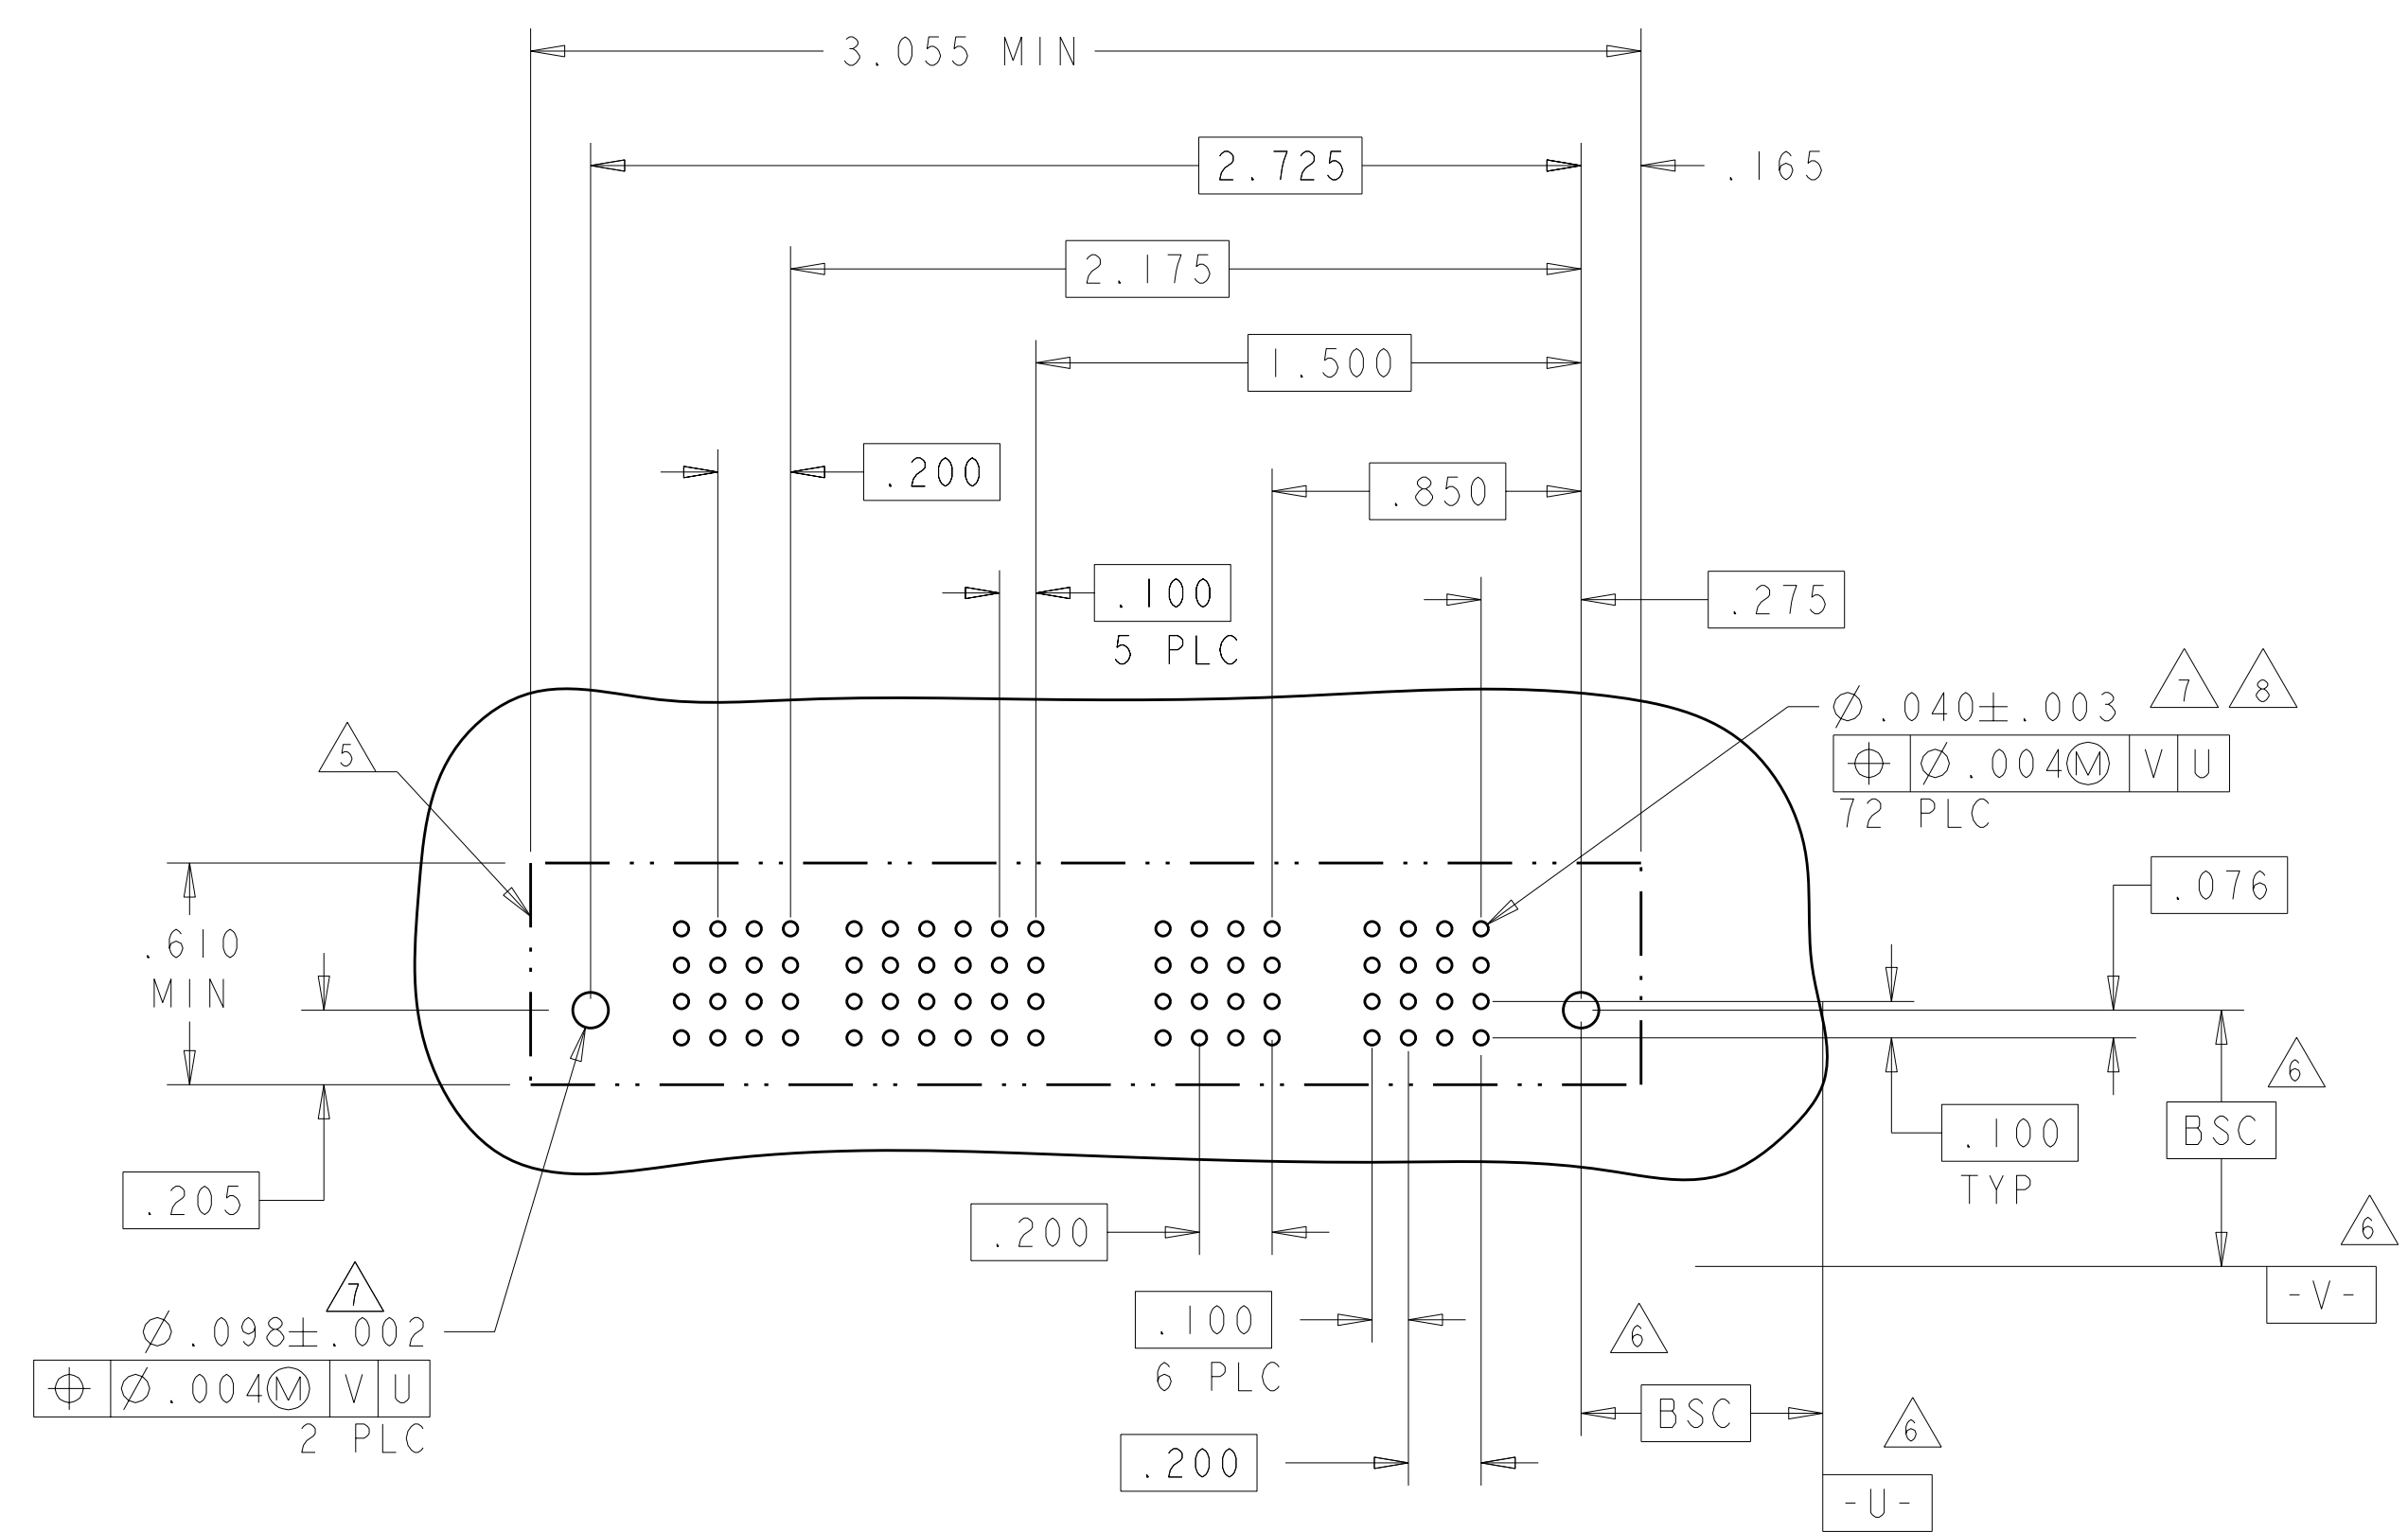 3.055 MIN
2.725
.165
2.175
1.500
.200
.850
.100
5 PLC
.275
7
8
⌀.040±.003
⌖ ⌀.004Ⓜ V U
72 PLC
5
.076
.610
MIN
6
BSC
.100
TYP
.205
.200
6
-V-
7
⌀.098±.002
⌖ ⌀.004Ⓜ V U
2 PLC
.100
6 PLC
6
BSC
6
.200
-U-